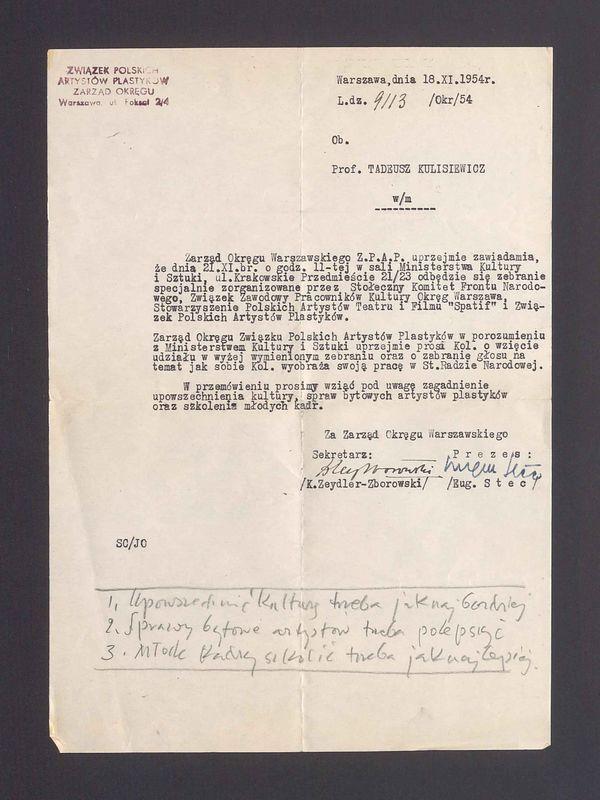 ZWIĄZEK POLSKICH
ARTYSTÓW PLASTYKÓW
ZARZĄD OKRĘGU
Warszawa, ul. Foksal 2/4
Warszawa,dnia 18.XI.1954r.
L.dz. 9113 /Okr/54
Ob.
Prof. TADEUSZ KULISIEWICZ
w/m
Zarząd Okręgu Warszawskiego Z.P.A.P. uprzejmie zawiadamia,
że dnia 21.XI.br. o godz. 11-tej w sali Ministerstwa Kultury
i Sztuki, ul.Krakowskie Przedmieście 21/23 odbędzie się zebranie
specjalnie zorganizowane przez Stołeczny Komitet Frontu Narodo-
wego, Związek Zawodowy Pracowników Kultury Okręg Warszawa,
Stowarzyszenie Polskich Artystów Teatru i Filmu "Spatif" i Zwią-
zek Polskich Artystów Plastyków.
Zarząd Okręgu Związku Polskich Artystów Plastyków w porozumieniu
z Ministerstwem Kultury i Sztuki uprzejmie prosi Kol. o wzięcie
udziału w wyżej wymienionym zebraniu oraz o zabranie głosu na
temat jak sobie Kol. wyobraża swoją pracę w St.Radzie Narodowej.
W przemówieniu prosimy wziąć pod uwagę zagadnienie
upowszechnienia kultury, spraw bytowych artystów plastyków
oraz szkolenia młodych kadr.
Za Zarząd Okręgu Warszawskiego
Sekretarz: P r e z e s :
/K.Zeydler-Zborowski/ /Eug. S t e c /
SC/JC
1. Upowszechnić Kulturę trzeba jaknajbardziej
2. Sprawy bytowe artystów trzeba polepszyć
3. Młode Kadry szkolić trzeba jaknajlepiej.